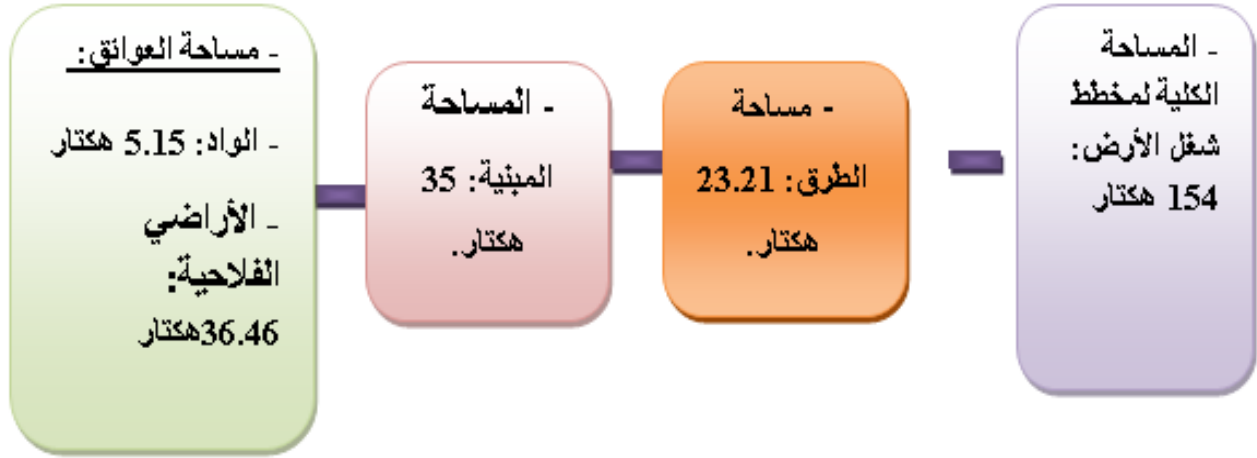 - المساحة
الكلية لمخطط
شغل الأرض:
154 هكتار
- مساحة
الطرق: 23.21
هكتار.
- المساحة
المبنية: 35
هكتار.
- مساحة العوائق:
- الواد: 5.15 هكتار
- الأراضي
الفلاحية:
36.46هكتار